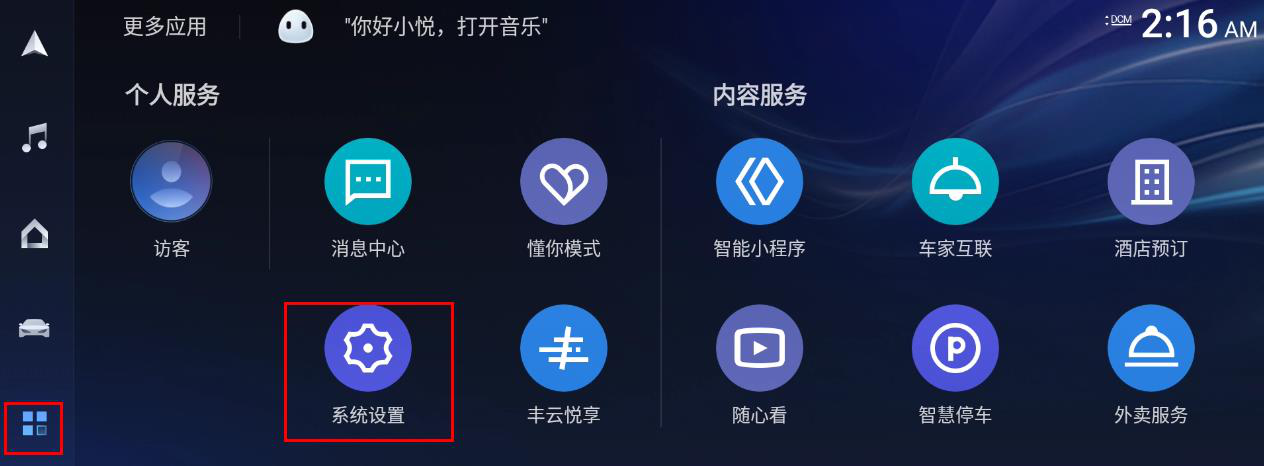 更多应用 "你好小悦，打开音乐" DCM 2:16 AM
个人服务 内容服务
访客 消息中心 懂你模式 智能小程序 车家互联 酒店预订
系统设置 丰云悦享 随心看 智慧停车 外卖服务